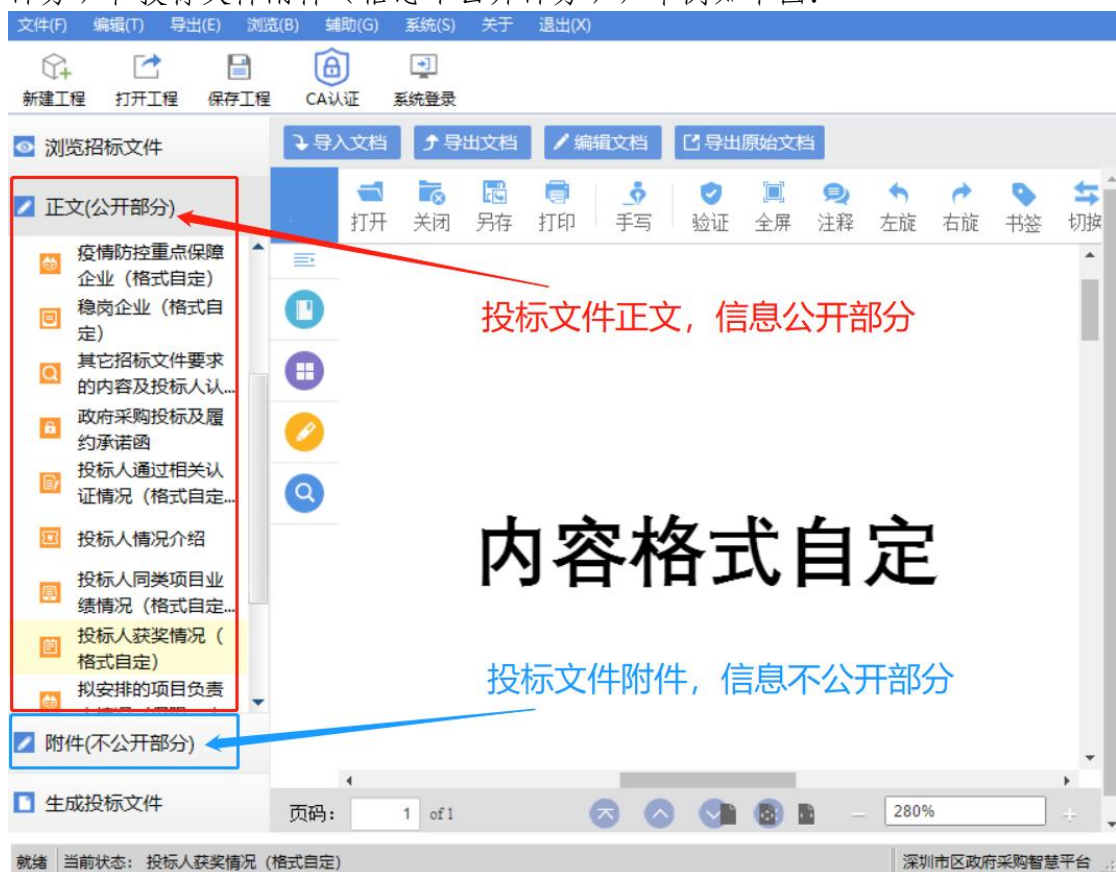 文件(F) 编辑(T) 导出(E) 浏览(B) 辅助(G) 系统(S) 关于 退出(X)
新建工程 打开工程 保存工程 CA认证 系统登录
浏览招标文件
导入文档 导出文档 编辑文档 导出原始文档
正文(公开部分)
打开 关闭 另存 打印 手写 验证 全屏 注释 左旋 右旋 书签 切换
疫情防控重点保障
企业（格式自定）
稳岗企业（格式自
定）
其它招标文件要求
的内容及投标人认...
政府采购投标及履
约承诺函
投标人通过相关认
证情况（格式自定...
投标人情况介绍
投标人同类项目业
绩情况（格式自定...
投标人获奖情况（
格式自定）
拟安排的项目负责
投标文件正文，信息公开部分
内容格式自定
投标文件附件，信息不公开部分
附件(不公开部分)
生成投标文件
页码： 1 of 1 280%
就绪 当前状态：投标人获奖情况（格式自定） 深圳市区政府采购智慧平台